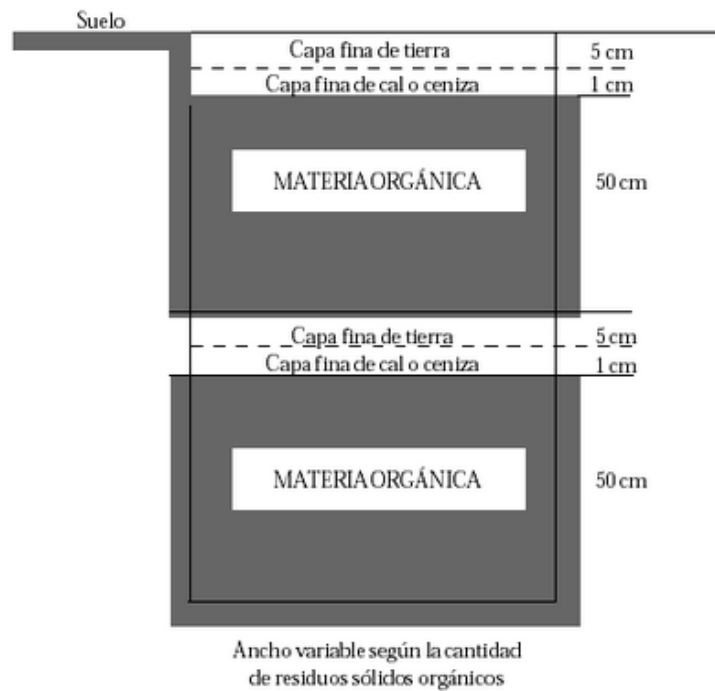 Suelo
Capa fina de tierra 5 cm
Capa fina de cal o ceniza 1 cm
MATERIA ORGÁNICA 50 cm
Capa fina de tierra 5 cm
Capa fina de cal o ceniza 1 cm
MATERIA ORGÁNICA 50 cm
Ancho variable según la cantidad
de residuos sólidos orgánicos